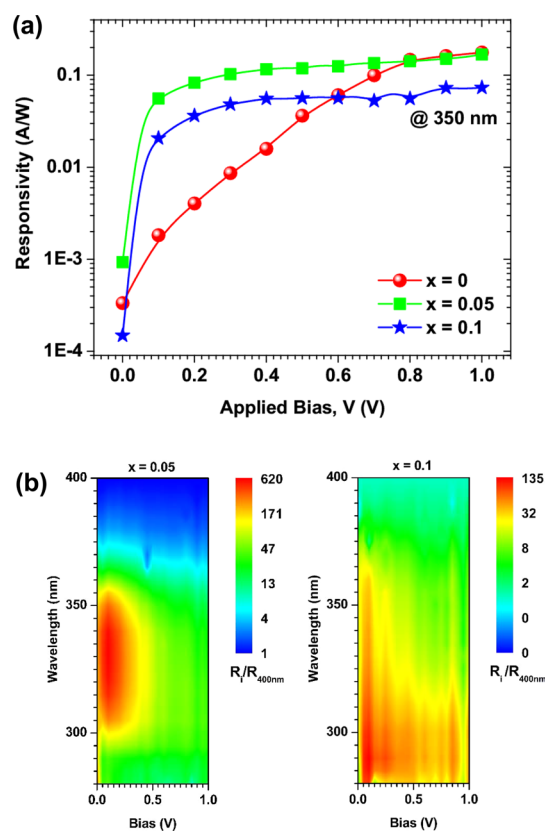 (a)
Responsivity (A/W)
0.1
0.01
1E-3
1E-4
@ 350 nm
x = 0
x = 0.05
x = 0.1
0.0 0.2 0.4 0.6 0.8 1.0
Applied Bias, V (V)
(b)
x = 0.05
Wavelength (nm)
400
350
300
0.0 0.5 1.0
Bias (V)
620
171
47
13
4
1
Ri/R400nm
x = 0.1
Wavelength (nm)
400
350
300
0.0 0.5 1.0
Bias (V)
135
32
8
2
0
0
Ri/R400nm